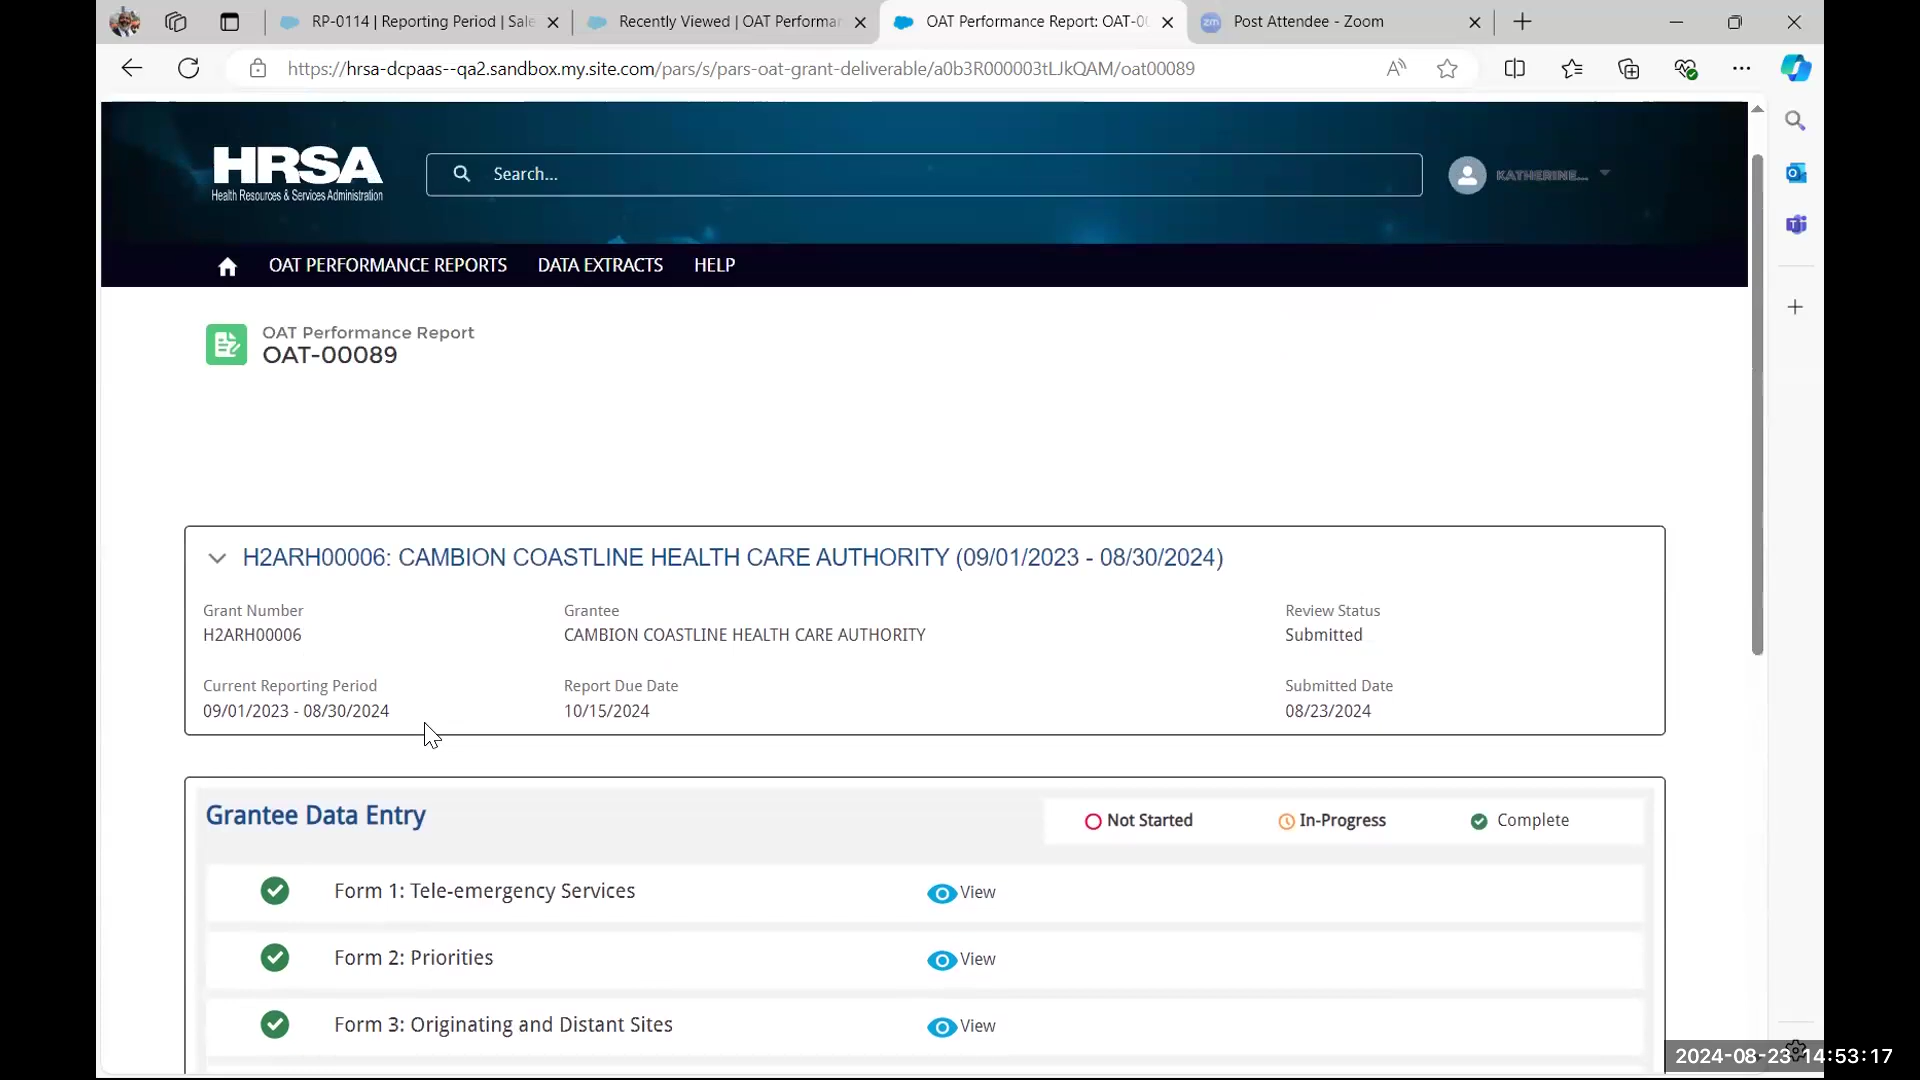 RP-0114 | Reporting Period | Sale
Recently Viewed | OAT Performan
OAT Performance Report: OAT-00
Post Attendee - Zoom
https://hrsa-dcpaas--qa2.sandbox.my.site.com/pars/s/pars-oat-grant-deliverable/a0b3R000003tLJkQAM/oat00089
HRSA
Health Resources & Services Administration
Search...
KATHERINE...
OAT PERFORMANCE REPORTS
DATA EXTRACTS
HELP
OAT Performance Report
OAT-00089
H2ARH00006: CAMBION COASTLINE HEALTH CARE AUTHORITY (09/01/2023 - 08/30/2024)
Grant Number
Grantee
Review Status
H2ARH00006
CAMBION COASTLINE HEALTH CARE AUTHORITY
Submitted
Current Reporting Period
Report Due Date
Submitted Date
09/01/2023 - 08/30/2024
10/15/2024
08/23/2024
Grantee Data Entry
Not Started
In-Progress
Complete
Form 1: Tele-emergency Services
View
Form 2: Priorities
View
Form 3: Originating and Distant Sites
View
2024-08-23 14:53:17